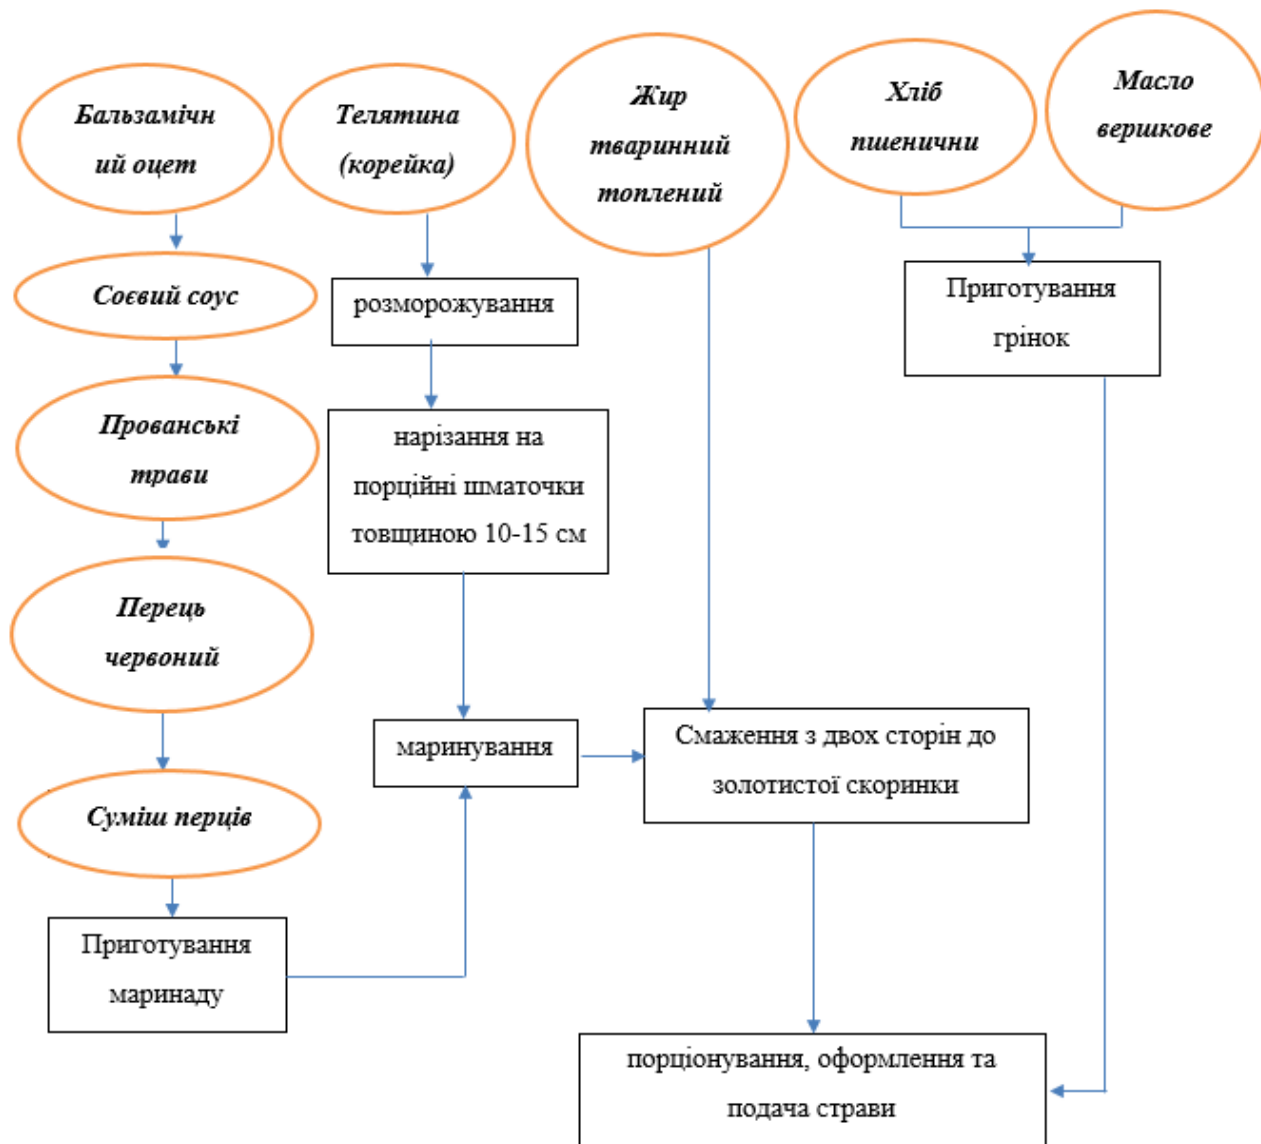 Бальзамічн
ий оцет
Телятина
(корейка)
Жир
тваринний
топлений
Хліб
пшенични
Масло
вершкове
Соєвий соус
розморожування
Приготування
грінок
Прованські
трави
нарізання на
порційні шматочки
товщиною 10-15 см
Перець
червоний
маринування
Смаження з двох сторін до
золотистої скоринки
Суміш перців
Приготування
маринаду
порціонування, оформлення та
подача страви